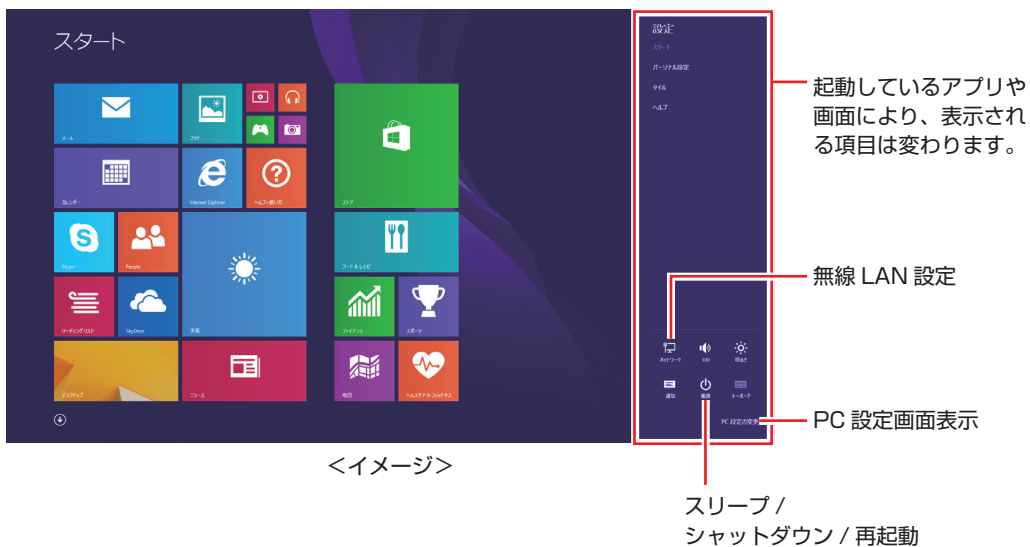 スタート
メール
フォト
カレンダー
Internet Explorer
ヘルプ+使い方
ストア
Skype
People
フード & レシピ
リーディング リスト
SkyDrive
天気
ファイナンス
スポーツ
デスクトップ
ニュース
地図
ヘルスケア & フィットネス
設定
スタート
パーソナル設定
タイル
ヘルプ
ネットワーク
100
明るさ
通知
電源
キーボード
PC 設定の変更
起動しているアプリや
画面により、表示され
る項目は変わります。
無線 LAN 設定
PC 設定画面表示
スリープ /
シャットダウン / 再起動
＜イメージ＞